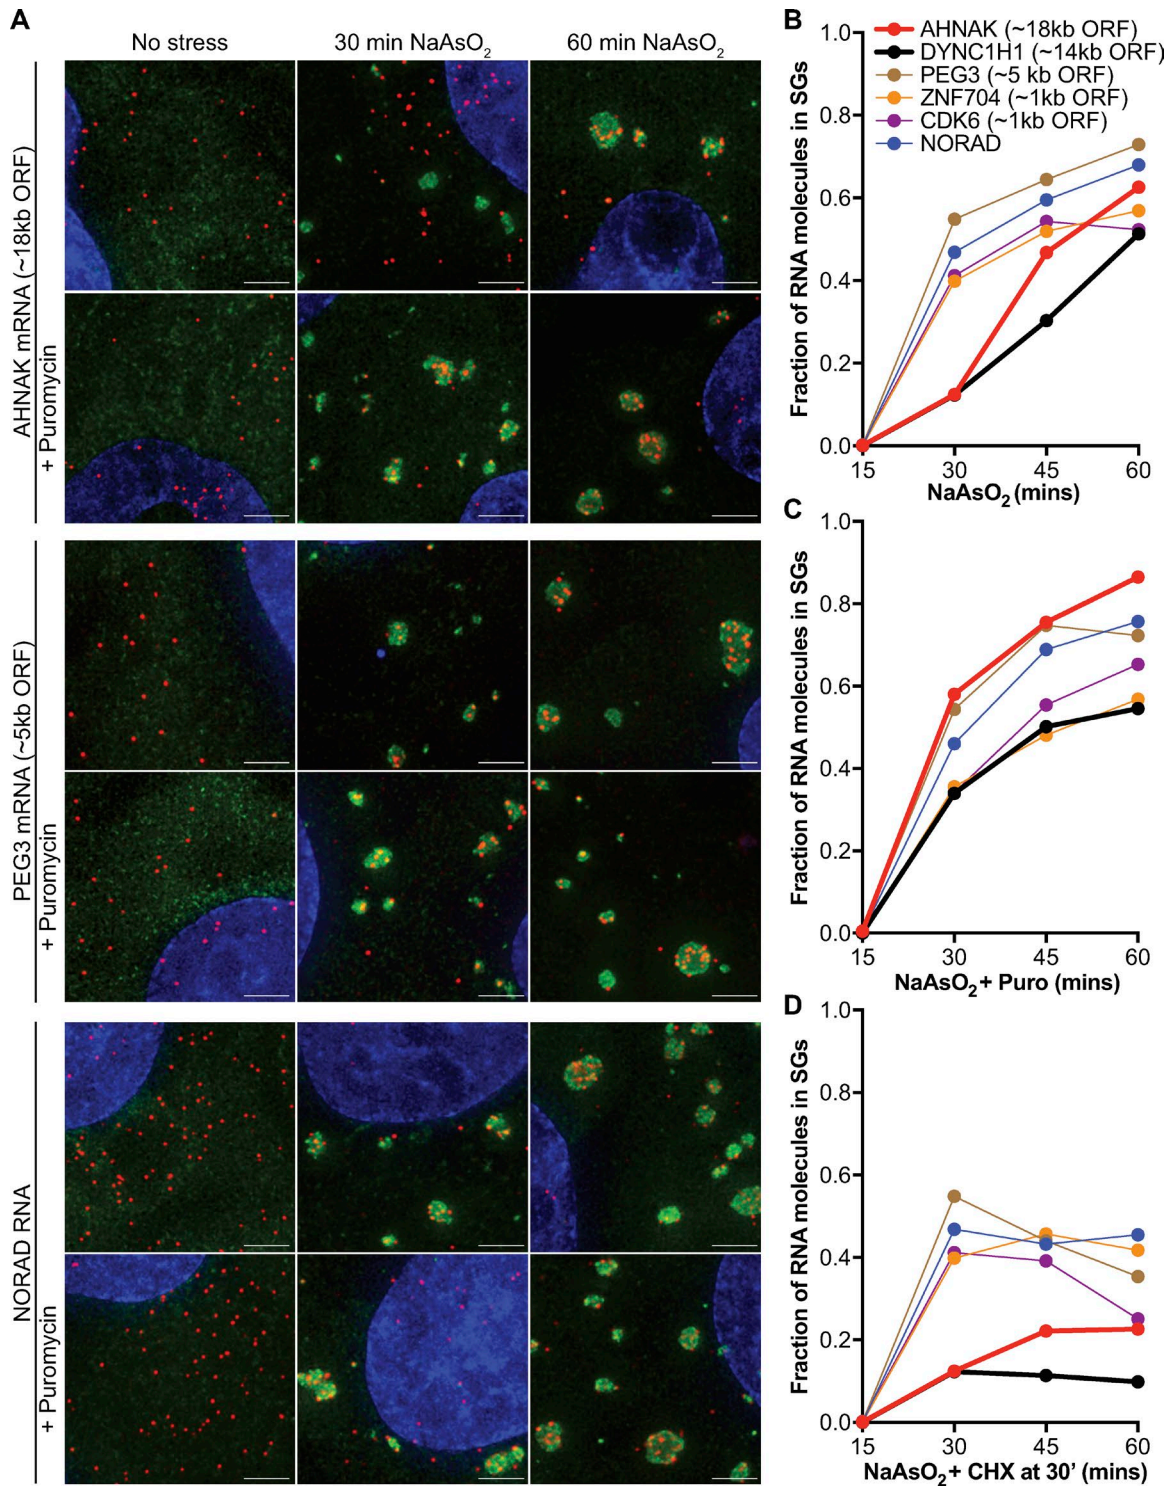 A
No stress
30 min NaAsO2
60 min NaAsO2
AHNAK mRNA (~18kb ORF)
+ Puromycin
PEG3 mRNA (~5kb ORF)
+ Puromycin
NORAD RNA
+ Puromycin
B
AHNAK (~18kb ORF)
DYNC1H1 (~14kb ORF)
PEG3 (~5 kb ORF)
ZNF704 (~1kb ORF)
CDK6 (~1kb ORF)
NORAD
Fraction of RNA molecules in SGs
1.0
0.8
0.6
0.4
0.2
0.0
15 30 45 60
NaAsO2 (mins)
C
Fraction of RNA molecules in SGs
1.0
0.8
0.6
0.4
0.2
0.0
15 30 45 60
NaAsO2 + Puro (mins)
D
Fraction of RNA molecules in SGs
1.0
0.8
0.6
0.4
0.2
0.0
15 30 45 60
NaAsO2 + CHX at 30’ (mins)